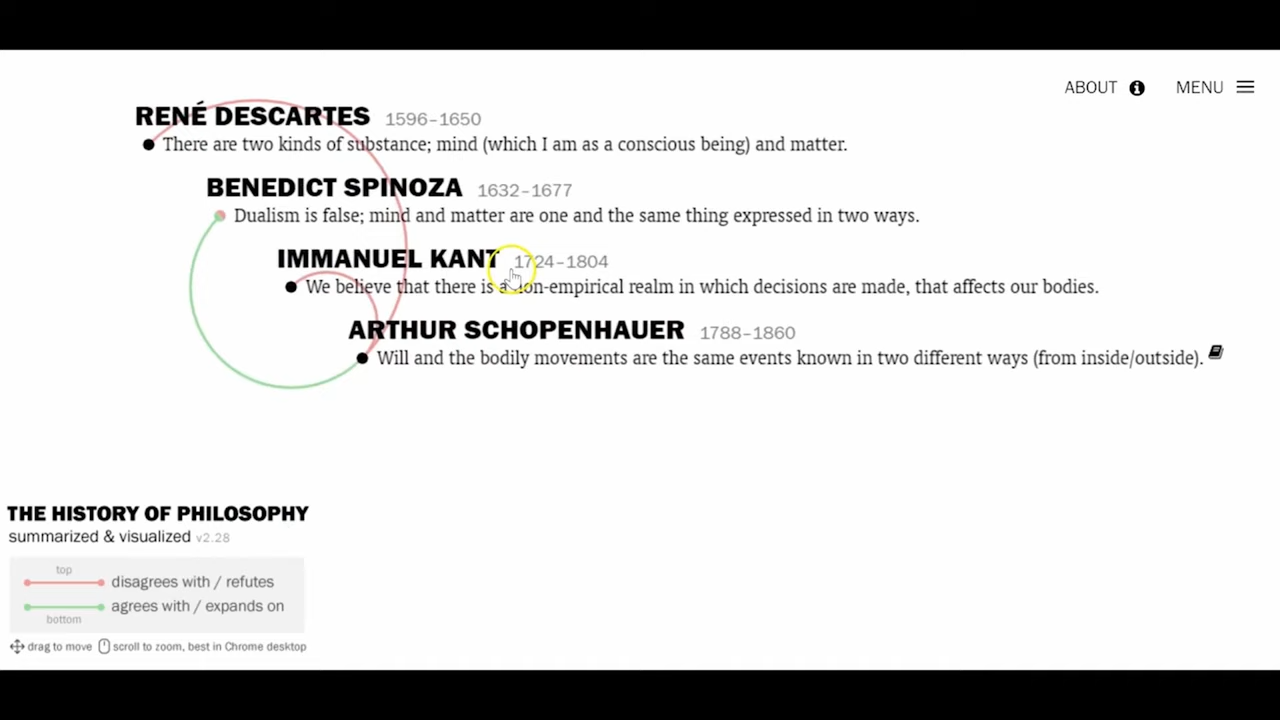 ABOUT MENU
RENÉ DESCARTES 1596-1650
There are two kinds of substance; mind (which I am as a conscious being) and matter.
BENEDICT SPINOZA 1632-1677
Dualism is false; mind and matter are one and the same thing expressed in two ways.
IMMANUEL KANT 1724-1804
We believe that there is a non-empirical realm in which decisions are made, that affects our bodies.
ARTHUR SCHOPENHAUER 1788-1860
Will and the bodily movements are the same events known in two different ways (from inside/outside).
THE HISTORY OF PHILOSOPHY
summarized & visualized v2.28
top
disagrees with / refutes
agrees with / expands on
bottom
drag to move scroll to zoom, best in Chrome desktop